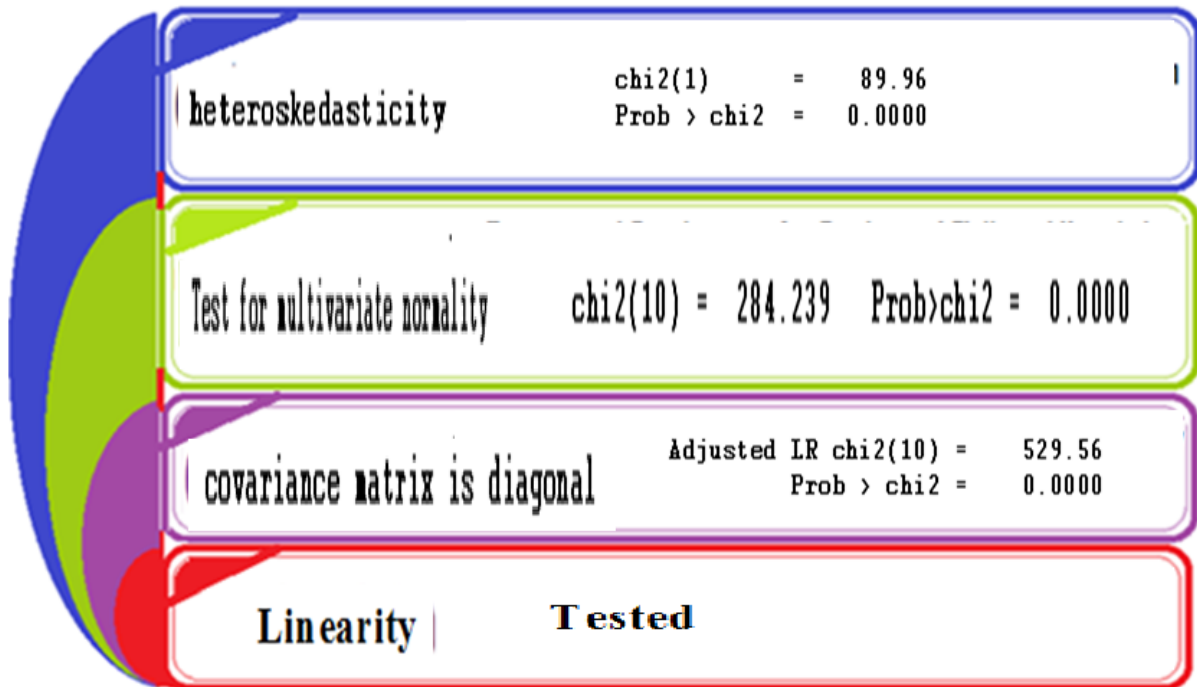 heteroskedasticity
chi2(1) = 89.96
Prob > chi2 = 0.0000
Test for multivariate normality chi2(10) = 284.239 Prob>chi2 = 0.0000
covariance matrix is diagonal
Adjusted LR chi2(10) = 529.56
Prob > chi2 = 0.0000
Linearity Tested